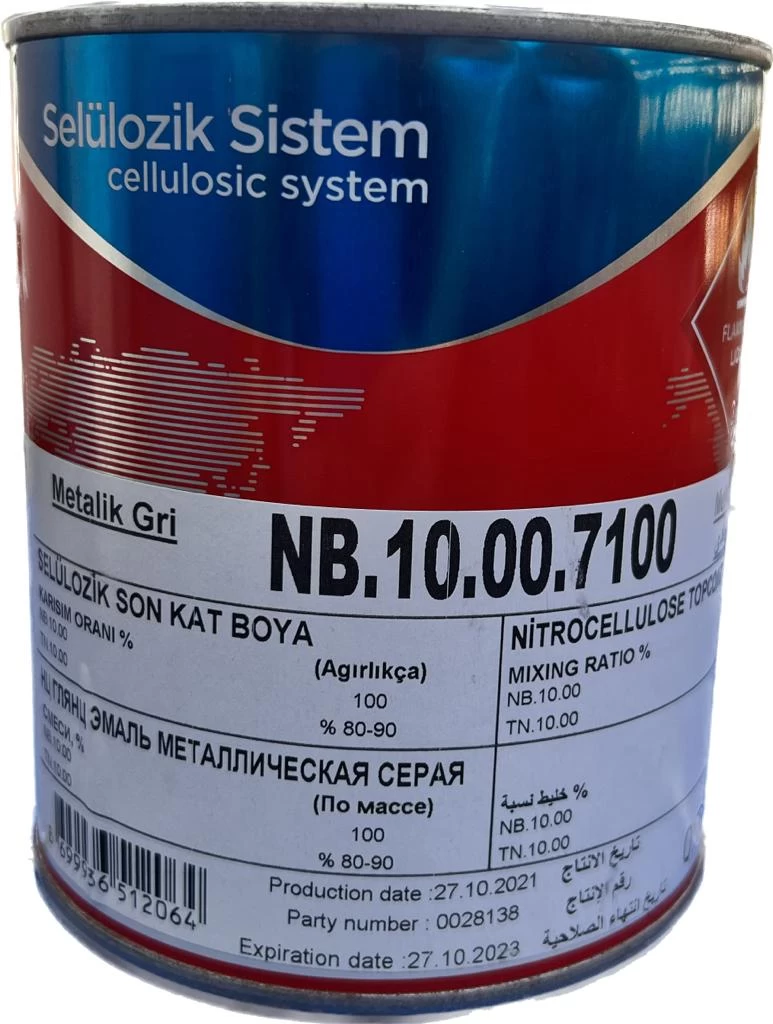 Selülozik Sistem
cellulosic system
Metalik Gri
NB.10.00.7100
SELÜLOZİK SON KAT BOYA
KARISIM ORANI %
(Agırlıkça)
NB 10.00
100
TN.10.00
% 80-90
NİTROCELLULOSE
MIXING RATIO %
NB.10.00
TN.10.00
НЦ ГЛЯНЦ ЭМАЛЬ МЕТАЛЛИЧЕСКАЯ СЕРАЯ
СМЕСИ, %
(По массе)
NB.10.00
100
TN.10.00
% 80-90
% خليط نسبة
NB.10.00
TN.10.00
8 699936 512064
Production date :27.10.2021 تاريخ الانتاج
Party number : 0028138 رقم الإنتاج
Expiration date :27.10.2023 تاريخ انتهاء الصلاحية